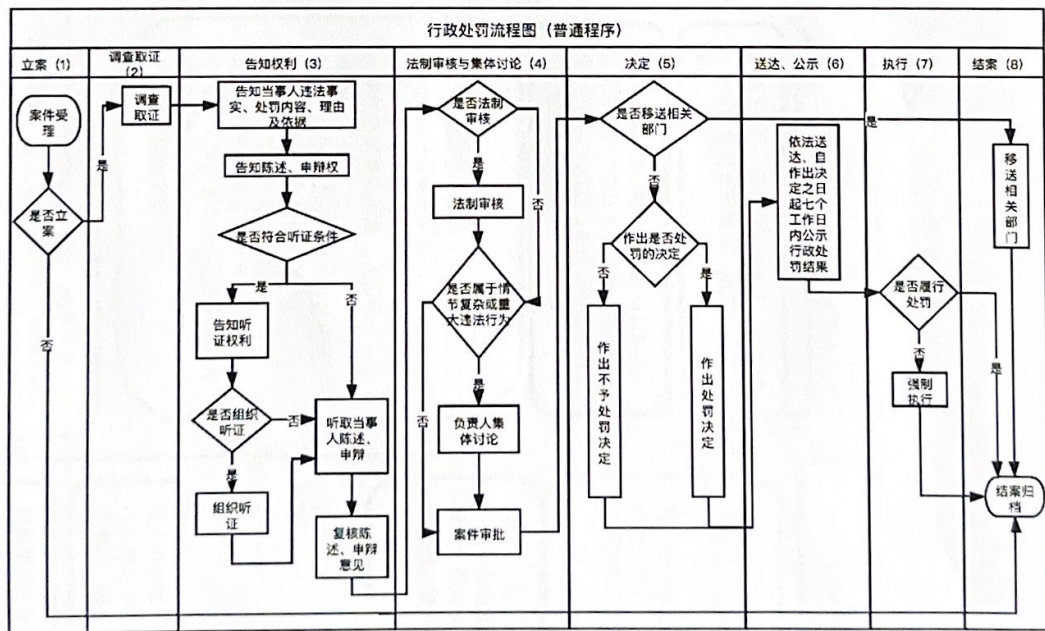 行政处罚流程图（普通程序）
立案（1）
调查取证
（2）
告知权利（3）
法制审核与集体讨论（4）
决定（5）
送达、公示（6）
执行（7）
结案（8）
案件受
理
是否立
案
是
否
调查
取证
告知当事人违法事
实、处罚内容、理由
及依据
告知陈述、申辩权
是否符合听证条件
是
否
告知听
证权利
是否组织
听证
否
是
组织听
证
听取当事
人陈述、
申辩
复核陈
述、申辩
意见
是否法制
审核
是
否
法制审核
是否属于情
节复杂或重
大违法行为
是
否
负责人集
体讨论
案件审批
是否移送相关
部门
是
否
作出是否处
罚的决定
否
是
作出不予处罚决定
作出处罚决定
依法送
达、自
作出决
定之日
起七个
工作日
内公示
行政处
罚结果
是否履行
处罚
否
是
强制
执行
移送相关部门
结案归
档